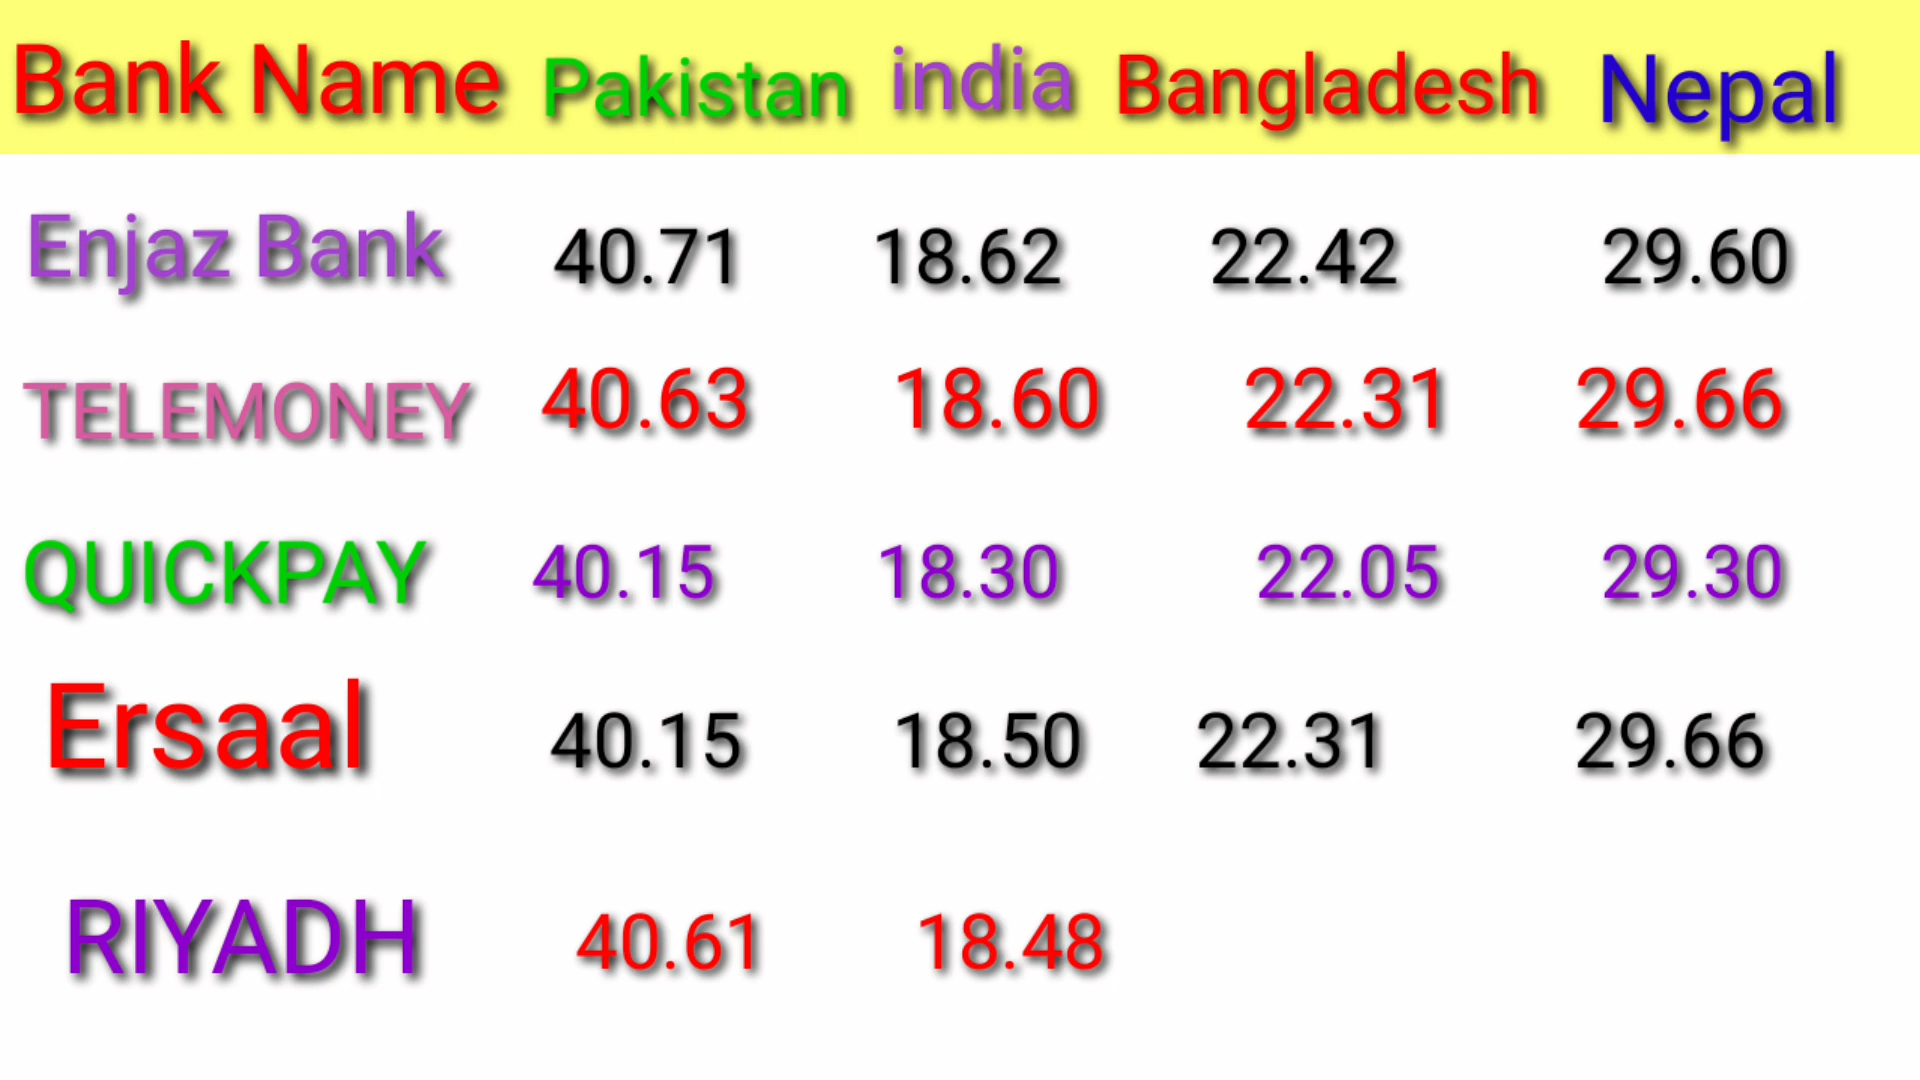 Bank Name Pakistan india Bangladesh Nepal
Enjaz Bank 40.71 18.62 22.42 29.60
TELEMONEY 40.63 18.60 22.31 29.66
QUICKPAY 40.15 18.30 22.05 29.30
Ersaal 40.15 18.50 22.31 29.66
RIYADH 40.61 18.48